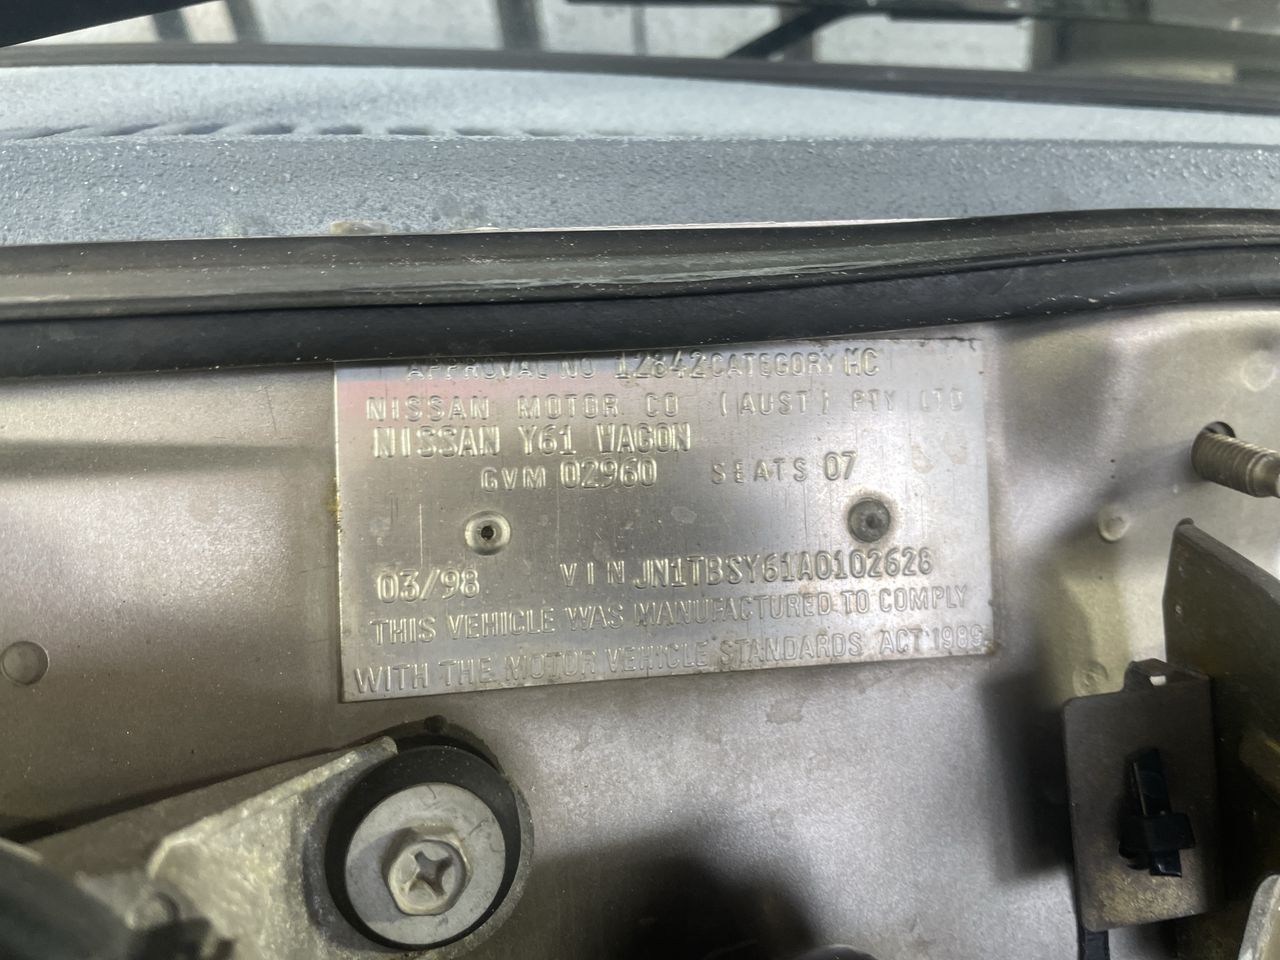 APPROVAL NO 12842 CATEGORY MC
NISSAN MOTOR CO (AUST) PTY LTD
NISSAN Y61 WAGON
GVM 02960 SEATS 07
03/98 VIN JN1TBSY61A0102628
THIS VEHICLE WAS MANUFACTURED TO COMPLY
WITH THE MOTOR VEHICLE STANDARDS ACT 1989